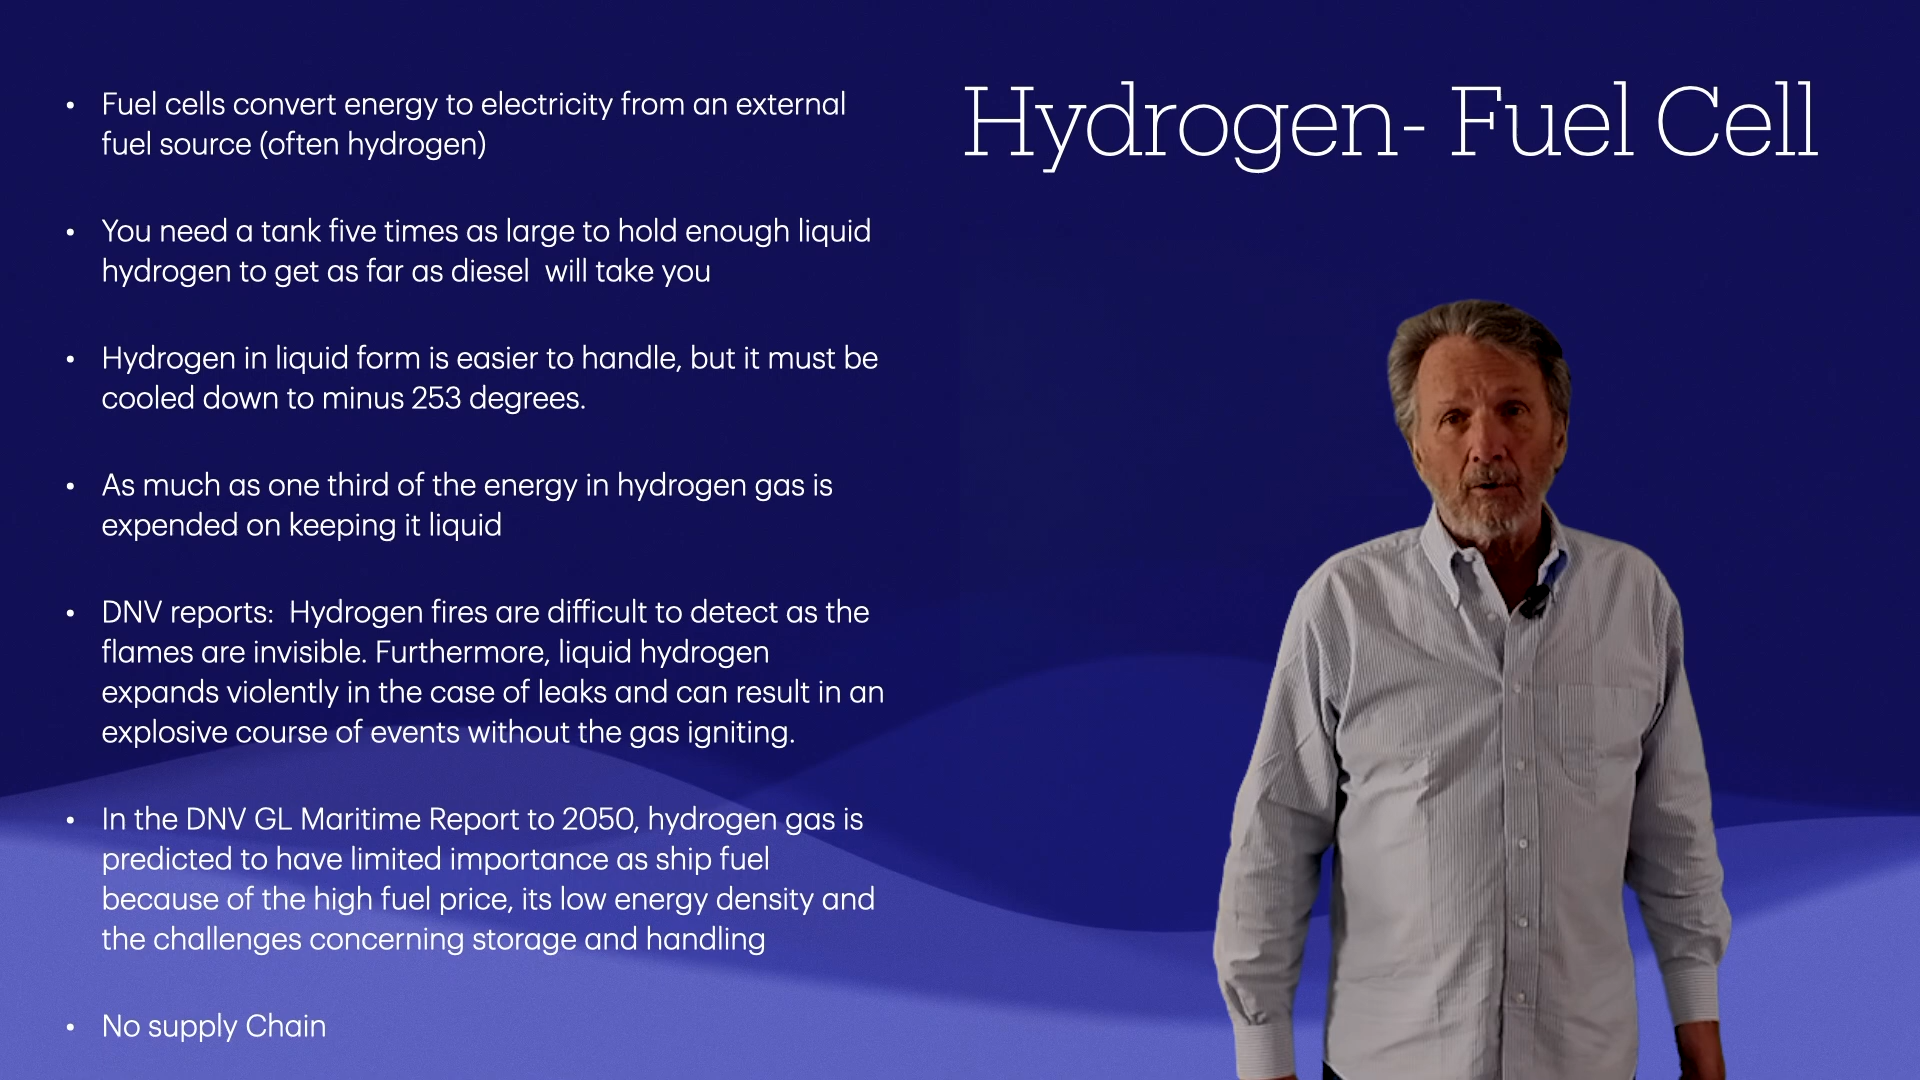 Hydrogen- Fuel Cell
• Fuel cells convert energy to electricity from an external
fuel source (often hydrogen)
• You need a tank five times as large to hold enough liquid
hydrogen to get as far as diesel  will take you
• Hydrogen in liquid form is easier to handle, but it must be
cooled down to minus 253 degrees.
• As much as one third of the energy in hydrogen gas is
expended on keeping it liquid
• DNV reports:  Hydrogen fires are difficult to detect as the
flames are invisible. Furthermore, liquid hydrogen
expands violently in the case of leaks and can result in an
explosive course of events without the gas igniting.
• In the DNV GL Maritime Report to 2050, hydrogen gas is
predicted to have limited importance as ship fuel
because of the high fuel price, its low energy density and
the challenges concerning storage and handling
• No supply Chain